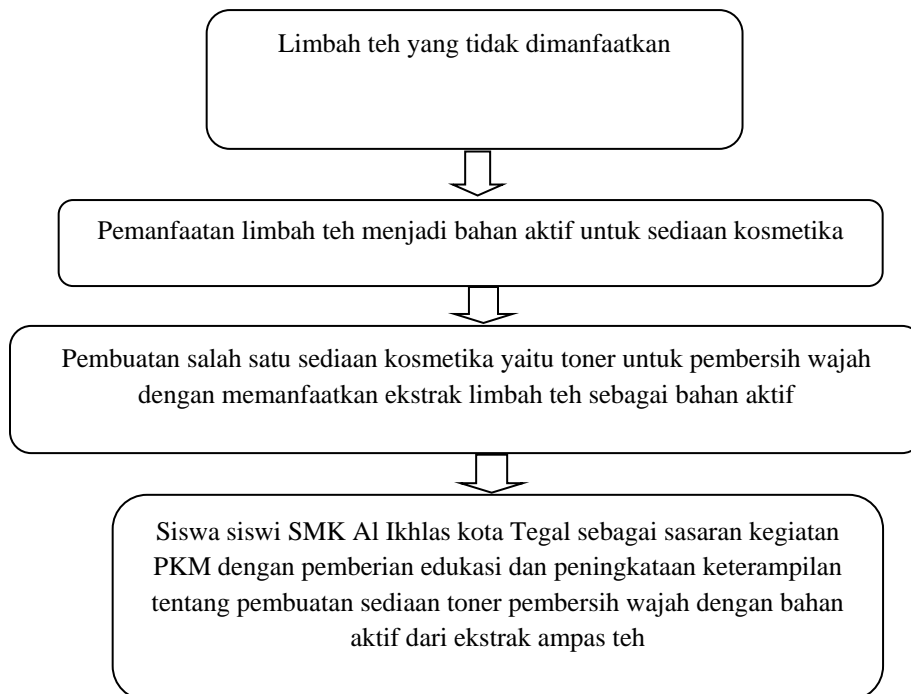 Limbah teh yang tidak dimanfaatkan
Pemanfatan limbah teh menjadi bahan aktif untuk sediaan kosmetika
Pembuatan salah satu sediaan kosmetika yaitu toner untuk pembersih wajah
dengan memanfaatkan ekstrak limbah teh sebagai bahan aktif
Siswa siswi SMK Al Ikhlas kota Tegal sebagai sasaran kegiatan
PKM dengan pemberian edukasi dan peningkataan keterampilan
tentang pembuatan sediaan toner pembersih wajah dengan bahan
aktif dari ekstrak ampas teh